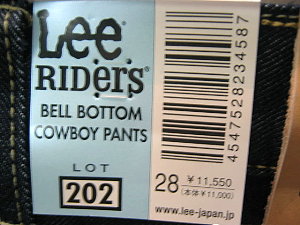 Lee®
RIDERS®
BELL BOTTOM
COWBOY PANTS
LOT
202
4547528234587
28 ¥11,550
(本体¥11,000)
www.lee-japan.jp